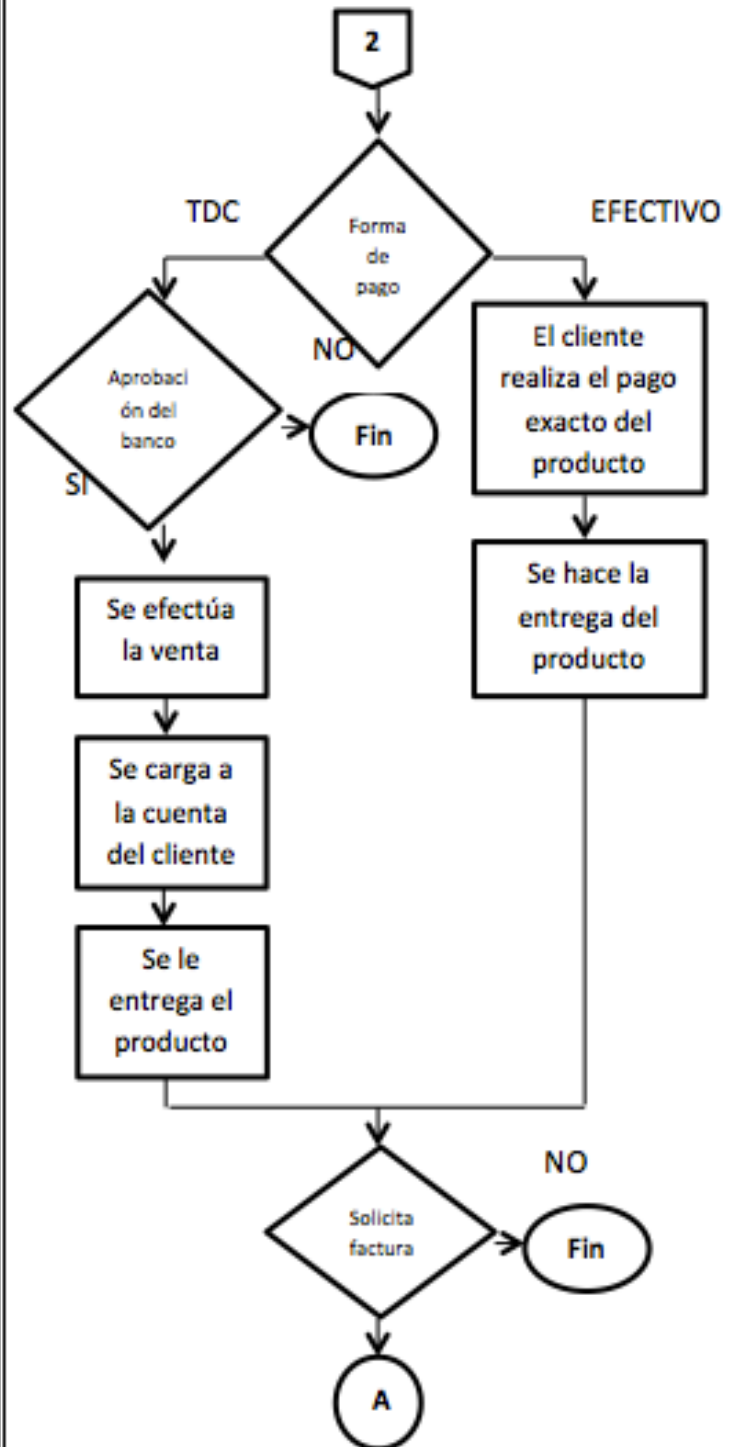 2
TDC
Forma
de
pago
EFECTIVO
NO
Aprobaci
ón del
banco
Fin
SI
El cliente
realiza el pago
exacto del
producto
Se hace la
entrega del
producto
Se efectúa
la venta
Se carga a
la cuenta
del cliente
Se le
entrega el
producto
Solicita
factura
NO
Fin
A